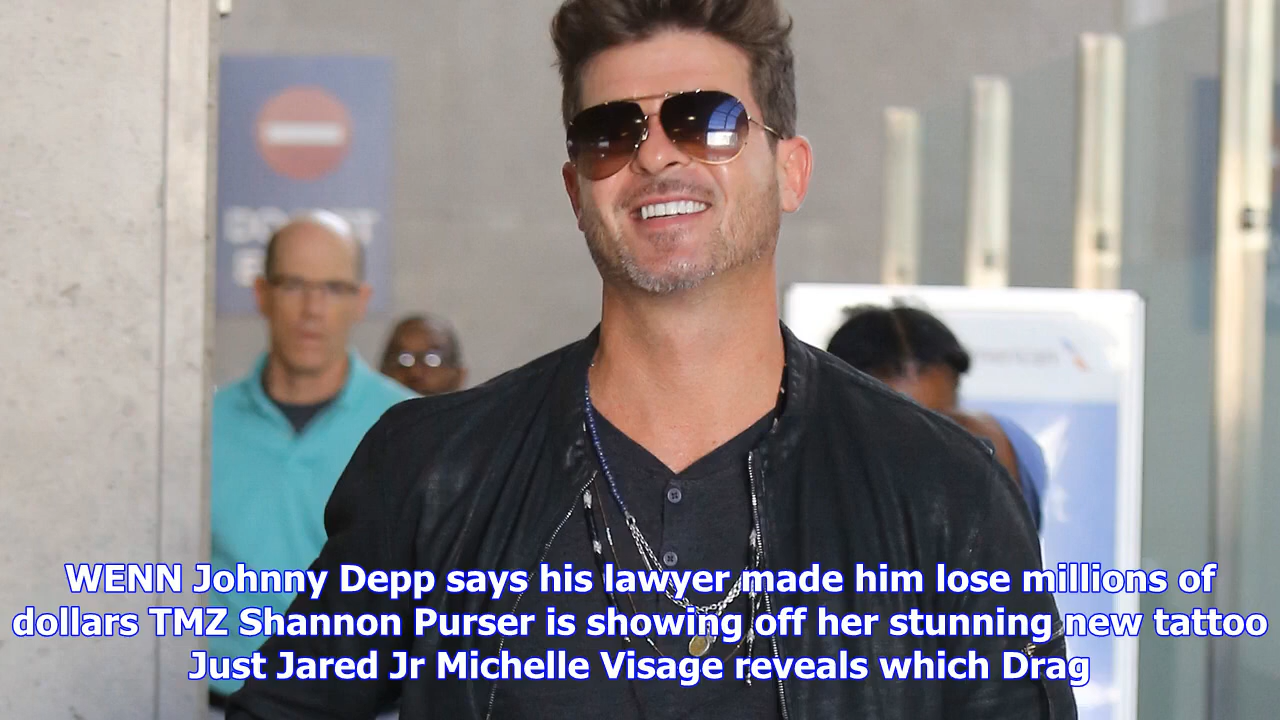 WENN Johnny Depp says his lawyer made him lose millions of
dollars TMZ Shannon Purser is showing off her stunning new tattoo
Just Jared Jr Michelle Visage reveals which Drag